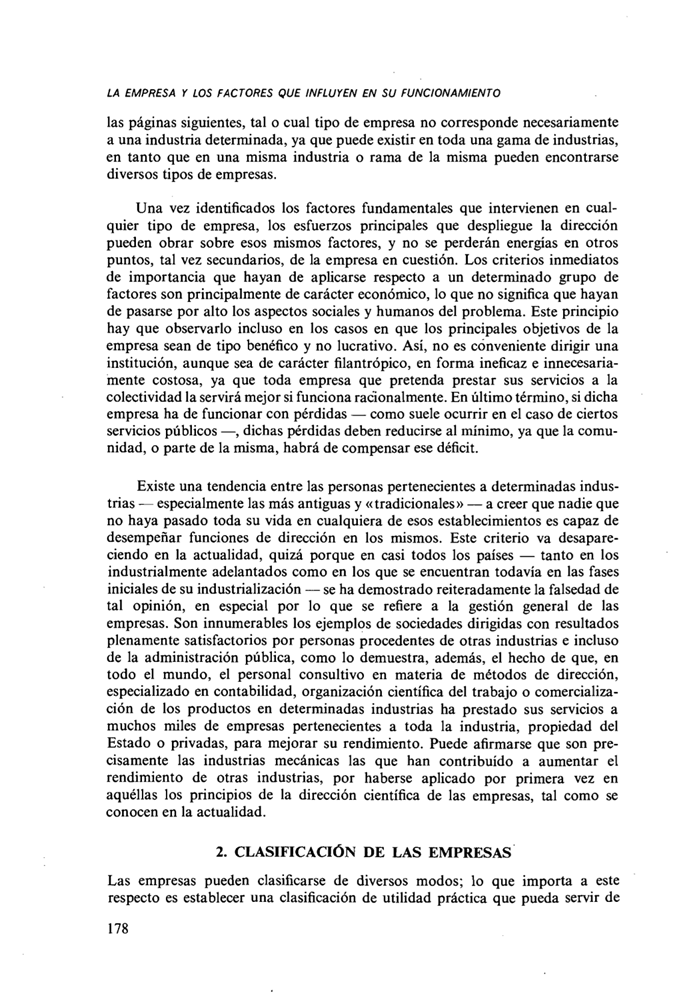 LA EMPRESA Y LOS FACTORES QUE INFLUYEN EN SU FUNCIONAMIENTO
las páginas siguientes, tal o cual tipo de empresa no corresponde necesariamente
a una industria determinada, ya que puede existir en toda una gama de industrias,
en tanto que en una misma industria o rama de la misma pueden encontrarse
diversos tipos de empresas.
Una vez identificados los factores fundamentales que intervienen en cual-
quier tipo de empresa, los esfuerzos principales que despliegue la dirección
pueden obrar sobre esos mismos factores, y no se perderán energías en otros
puntos, tal vez secundarios, de la empresa en cuestión. Los criterios inmediatos
de importancia que hayan de aplicarse respecto a un determinado grupo de
factores son principalmente de carácter económico, lo que no significa que hayan
de pasarse por alto los aspectos sociales y humanos del problema. Este principio
hay que observarlo incluso en los casos en que los principales objetivos de la
empresa sean de tipo benéfico y no lucrativo. Así, no es conveniente dirigir una
institución, aunque sea de carácter filantrópico, en forma ineficaz e innecesaria-
mente costosa, ya que toda empresa que pretenda prestar sus servicios a la
colectividad la servirá mejor si funciona racionalmente. En último término, si dicha
empresa ha de funcionar con pérdidas — como suele ocurrir en el caso de ciertos
servicios públicos —, dichas pérdidas deben reducirse al mínimo, ya que la comu-
nidad, o parte de la misma, habrá de compensar ese déficit.
Existe una tendencia entre las personas pertenecientes a determinadas indus-
trias — especialmente las más antiguas y «tradicionales» — a creer que nadie que
no haya pasado toda su vida en cualquiera de esos establecimientos es capaz de
desempeñar funciones de dirección en los mismos. Este criterio va desapare-
ciendo en la actualidad, quizá porque en casi todos los países — tanto en los
industrialmente adelantados como en los que se encuentran todavía en las fases
iniciales de su industrialización — se ha demostrado reiteradamente la falsedad de
tal opinión, en especial por lo que se refiere a la gestión general de las
empresas. Son innumerables los ejemplos de sociedades dirigidas con resultados
plenamente satisfactorios por personas procedentes de otras industrias e incluso
de la administración pública, como lo demuestra, además, el hecho de que, en
todo el mundo, el personal consultivo en materia de métodos de dirección,
especializado en contabilidad, organización científica del trabajo o comercializa-
ción de los productos en determinadas industrias ha prestado sus servicios a
muchos miles de empresas pertenecientes a toda la industria, propiedad del
Estado o privadas, para mejorar su rendimiento. Puede afirmarse que son pre-
cisamente las industrias mecánicas las que han contribuído a aumentar el
rendimiento de otras industrias, por haberse aplicado por primera vez en
aquéllas los principios de la dirección científica de las empresas, tal como se
conocen en la actualidad.
2. CLASIFICACIÓN DE LAS EMPRESAS
Las empresas pueden clasificarse de diversos modos; lo que importa a este
respecto es establecer una clasificación de utilidad práctica que pueda servir de
178